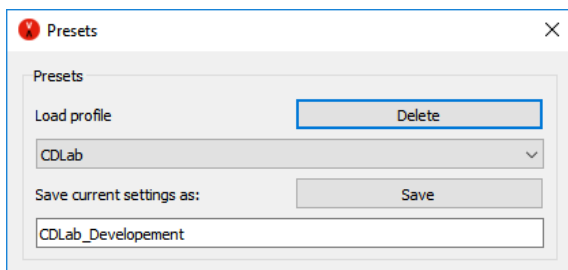 Presets
Presets
Load profile Delete
CDLab
Save current settings as: Save
CDLab_Developement